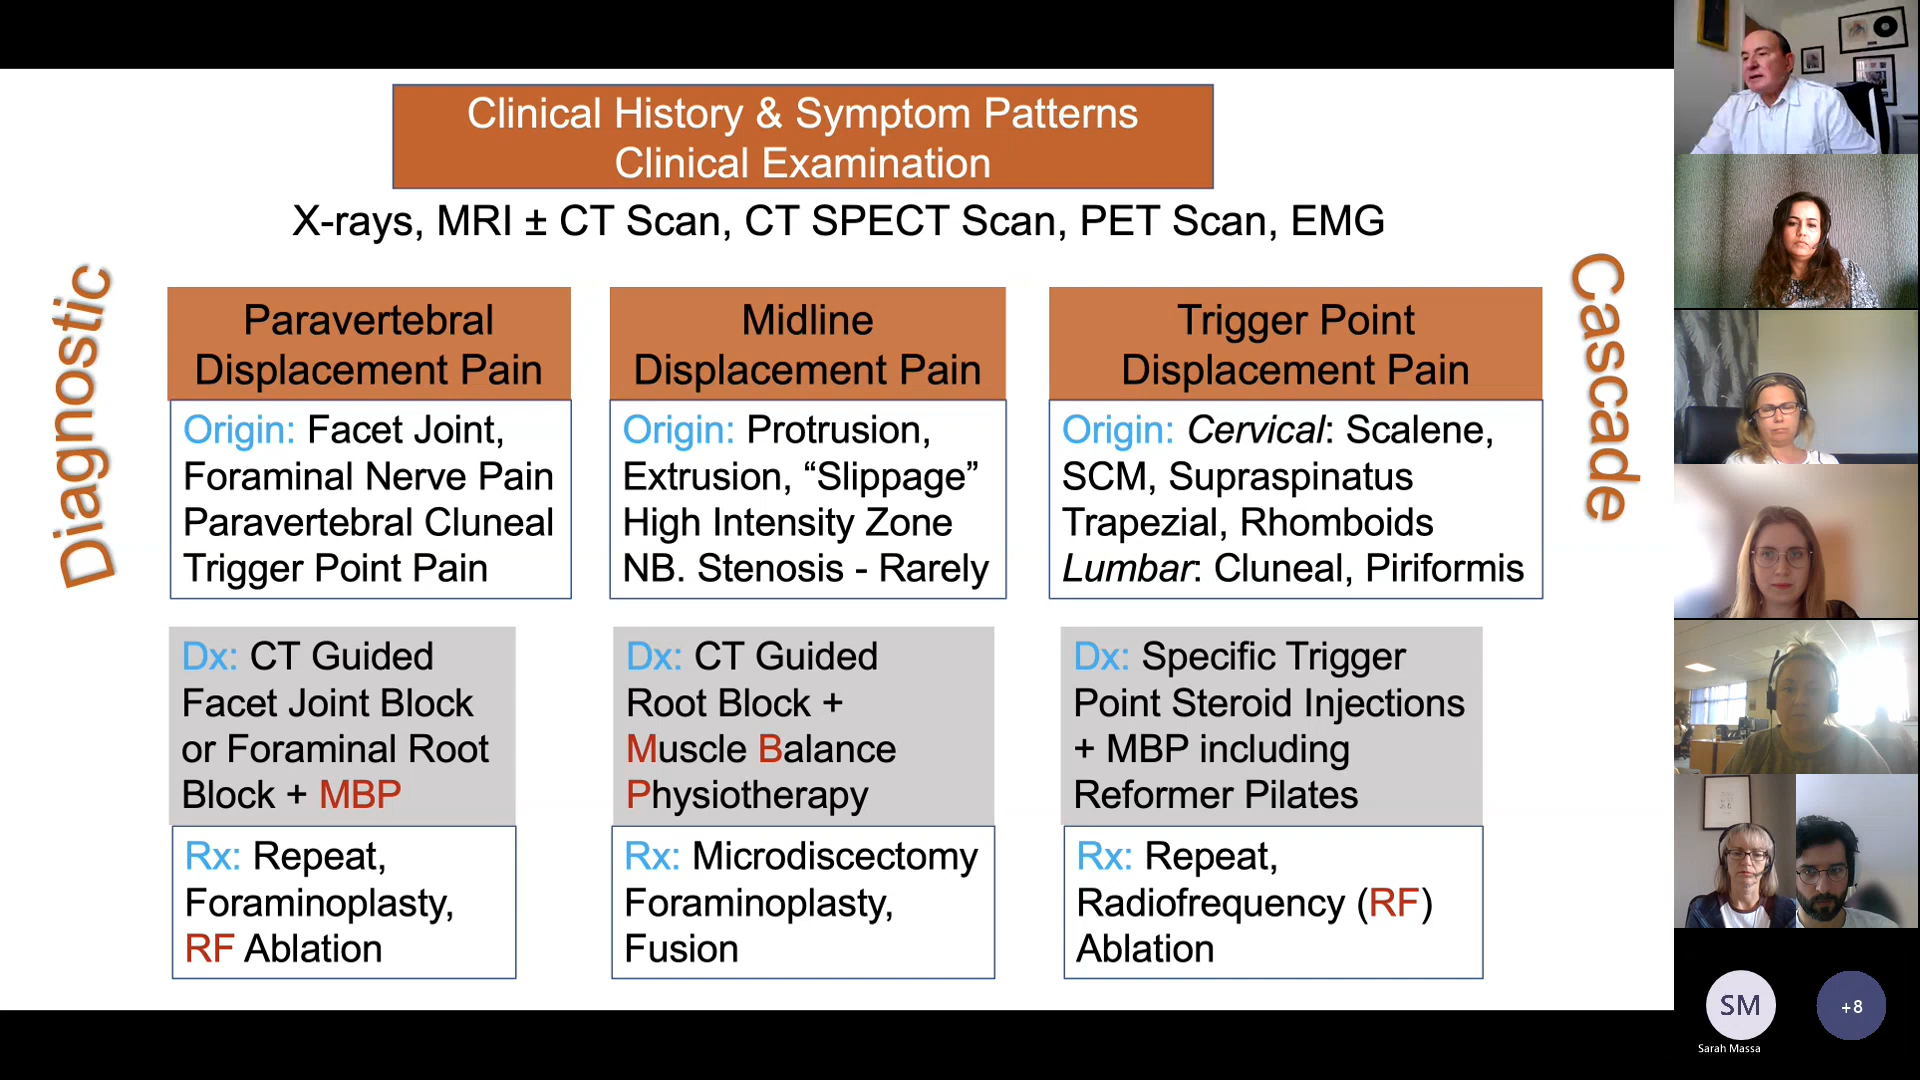 Clinical History & Symptom Patterns
Clinical Examination
X-rays, MRI ± CT Scan, CT SPECT Scan, PET Scan, EMG
Diagnostic
Cascade
Paravertebral
Displacement Pain
Origin: Facet Joint,
Foraminal Nerve Pain
Paravertebral Cluneal
Trigger Point Pain
Dx: CT Guided
Facet Joint Block
or Foraminal Root
Block + MBP
Rx: Repeat,
Foraminoplasty,
RF Ablation
Midline
Displacement Pain
Origin: Protrusion,
Extrusion, “Slippage”
High Intensity Zone
NB. Stenosis - Rarely
Dx: CT Guided
Root Block +
Muscle Balance
Physiotherapy
Rx: Microdiscectomy
Foraminoplasty,
Fusion
Trigger Point
Displacement Pain
Origin: Cervical: Scalene,
SCM, Supraspinatus
Trapezial, Rhomboids
Lumbar: Cluneal, Piriformis
Dx: Specific Trigger
Point Steroid Injections
+ MBP including
Reformer Pilates
Rx: Repeat,
Radiofrequency (RF)
Ablation
SM
+8
Sarah Massa